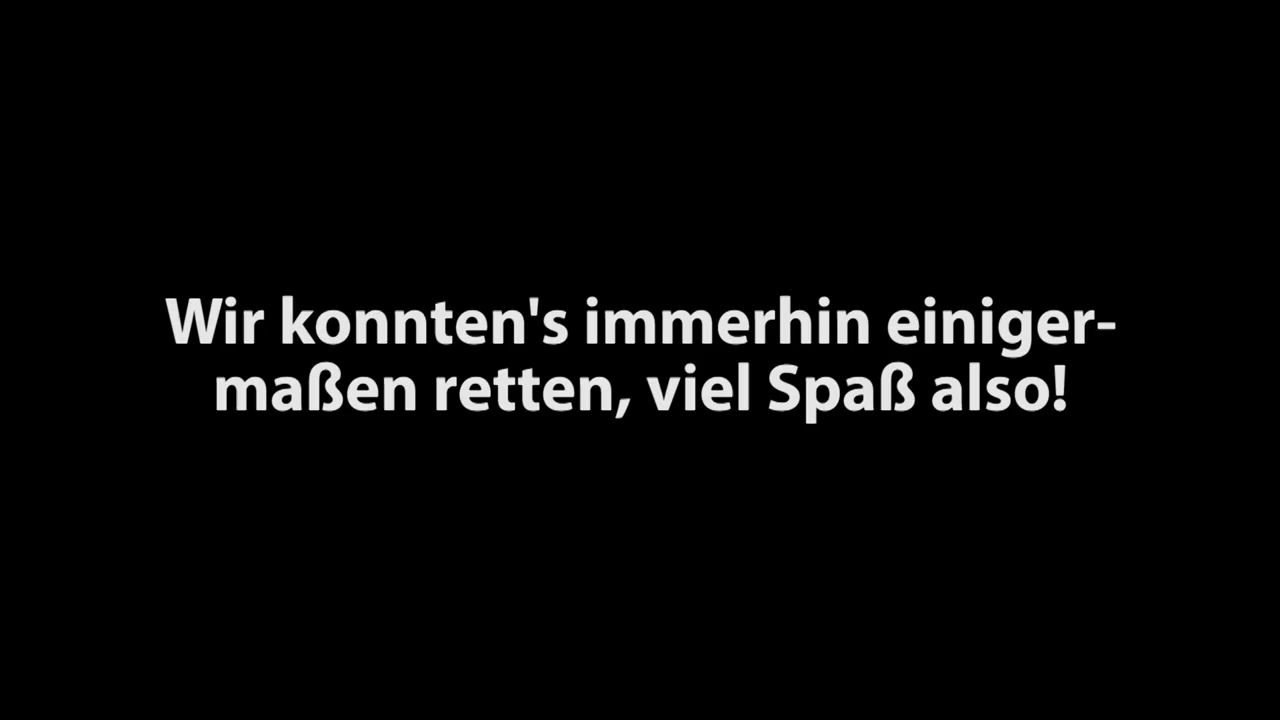 Wir konnten's immerhin einiger-
maßen retten, viel Spaß also!